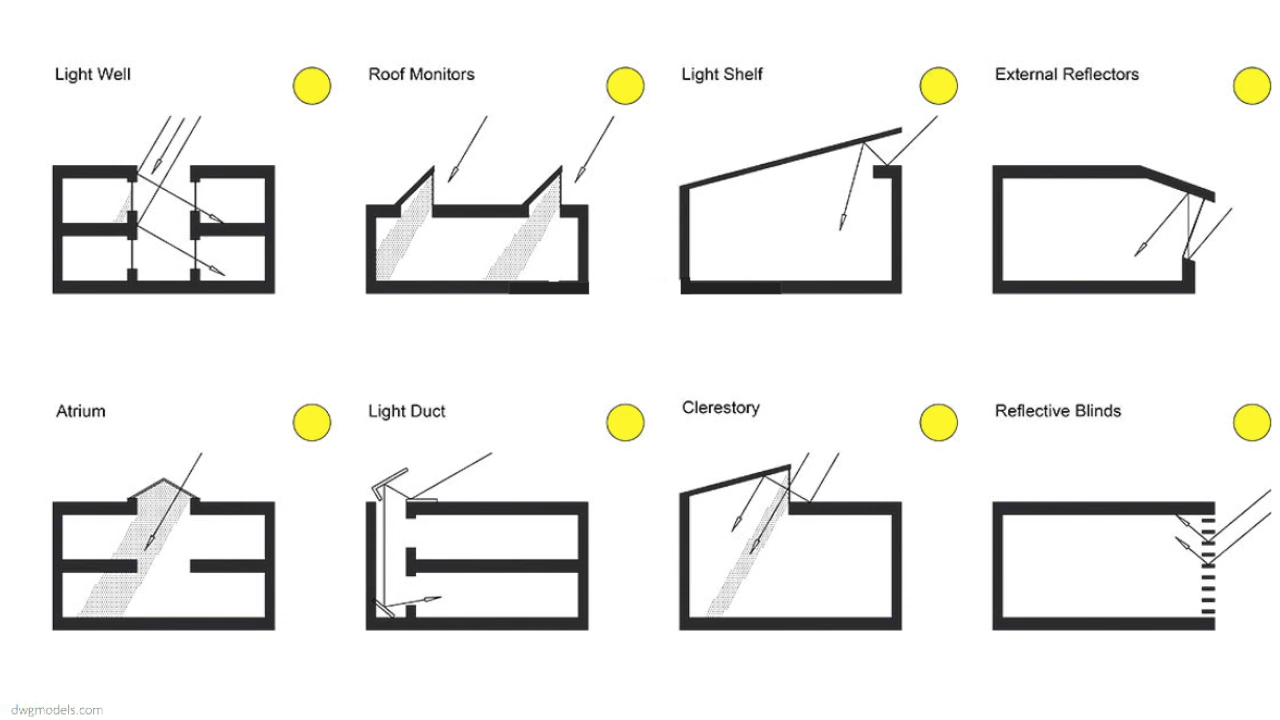 Light Well
Roof Monitors
Light Shelf
External Reflectors
Atrium
Light Duct
Clerestory
Reflective Blinds
dwgmodels.com